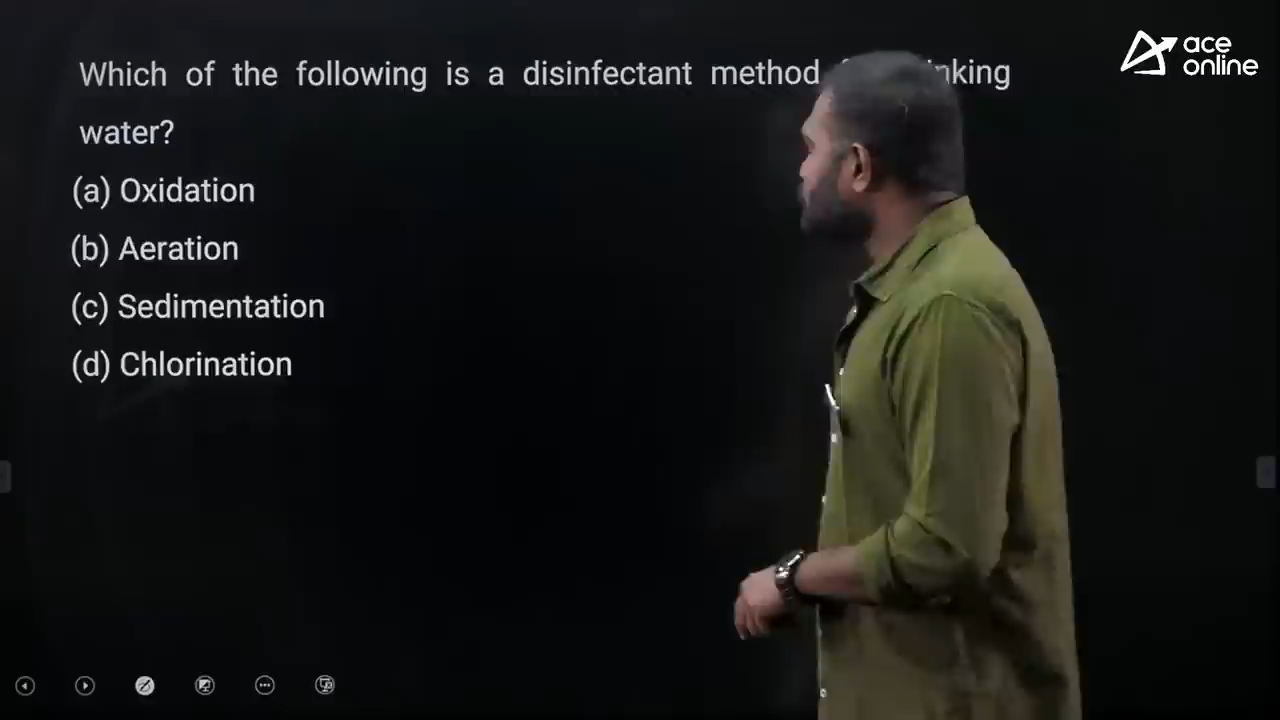 Which of the following is a disinfectant method
water?
(a) Oxidation
(b) Aeration
(c) Sedimentation
(d) Chlorination
ace
online